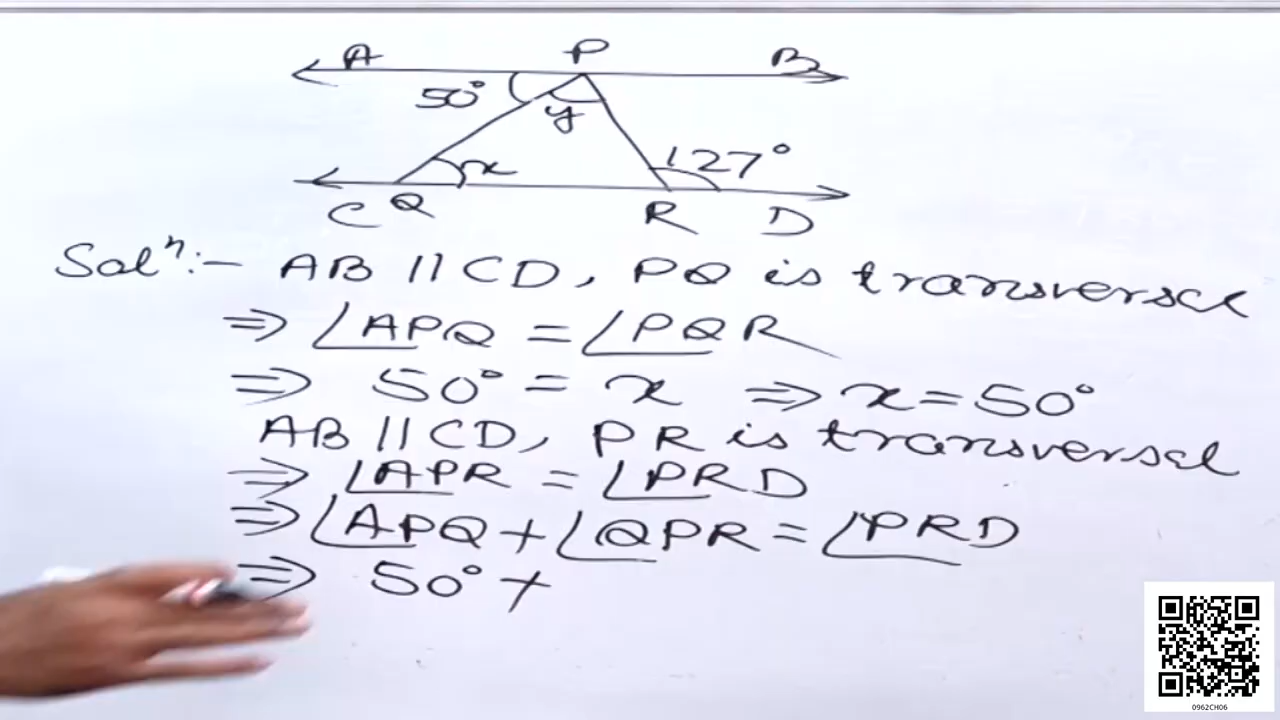 A P B
50° y
x 127°
C Q R D
Solⁿ:- AB || CD, PQ is transversal
⇒ ∠APQ = ∠PQR
⇒ 50° = x ⇒ x = 50°
AB || CD, PR is transversal
⇒ ∠APR = ∠PRD
⇒ ∠APQ + ∠QPR = ∠PRD
⇒ 50° +
0962CH06